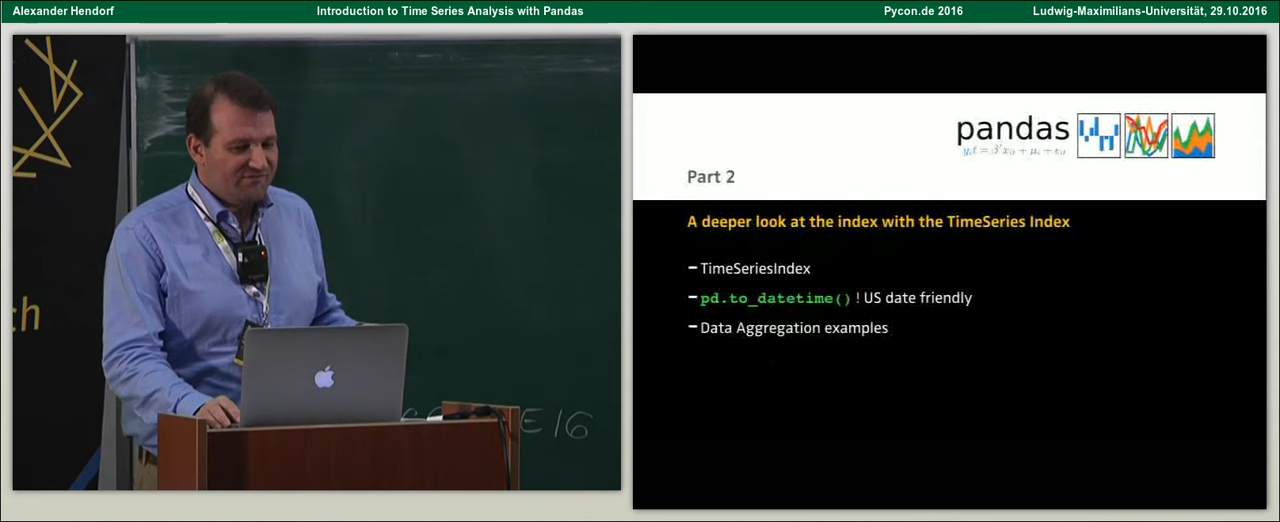 Alexander Hendorf
Introduction to Time Series Analysis with Pandas
Pycon.de 2016
Ludwig-Maximilians-Universität, 29.10.2016
ch
E16
pandas
Part 2
A deeper look at the index with the TimeSeries Index
– TimeSeriesIndex
– pd.to_datetime() ! US date friendly
– Data Aggregation examples